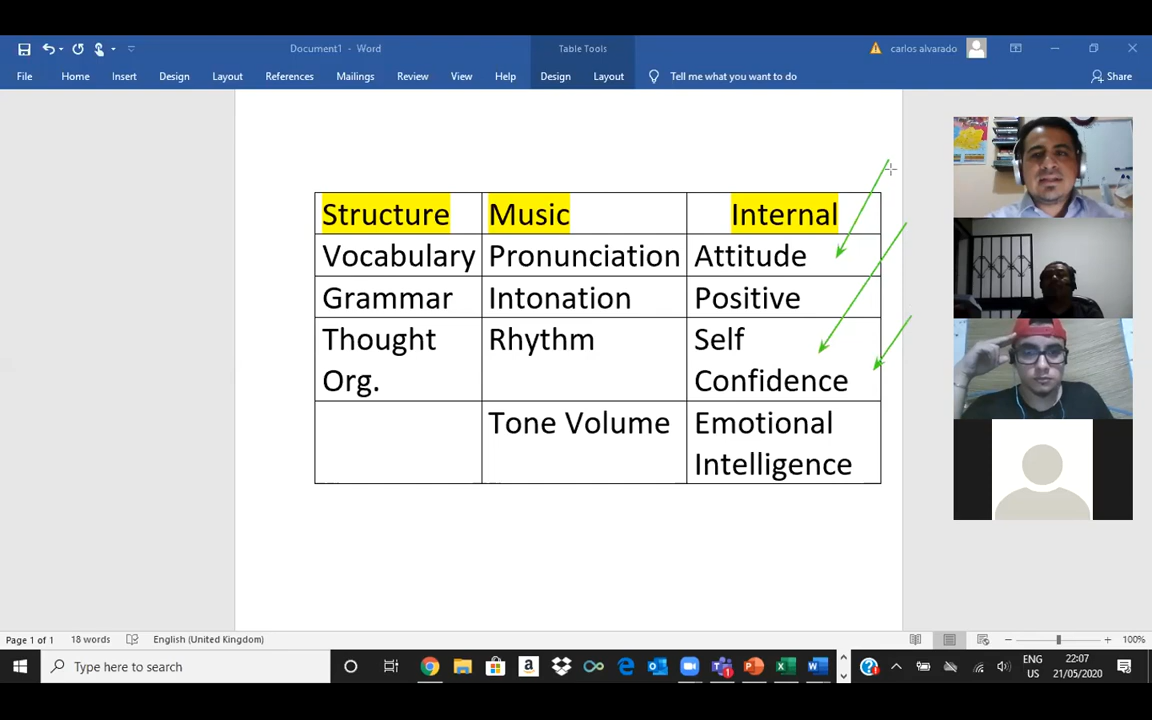 Document1 - Word
Table Tools
carlos alvarado
File Home Insert Design Layout References Mailings Review View Help Design Layout Tell me what you want to do Share
Structure Music Internal
Vocabulary Pronunciation Attitude
Grammar Intonation Positive
Thought Rhythm Self
Org. Confidence
Tone Volume Emotional
Intelligence
Page 1 of 1 18 words English (United Kingdom) 133%
Type here to search
ENG 22:07
US 21/05/2020